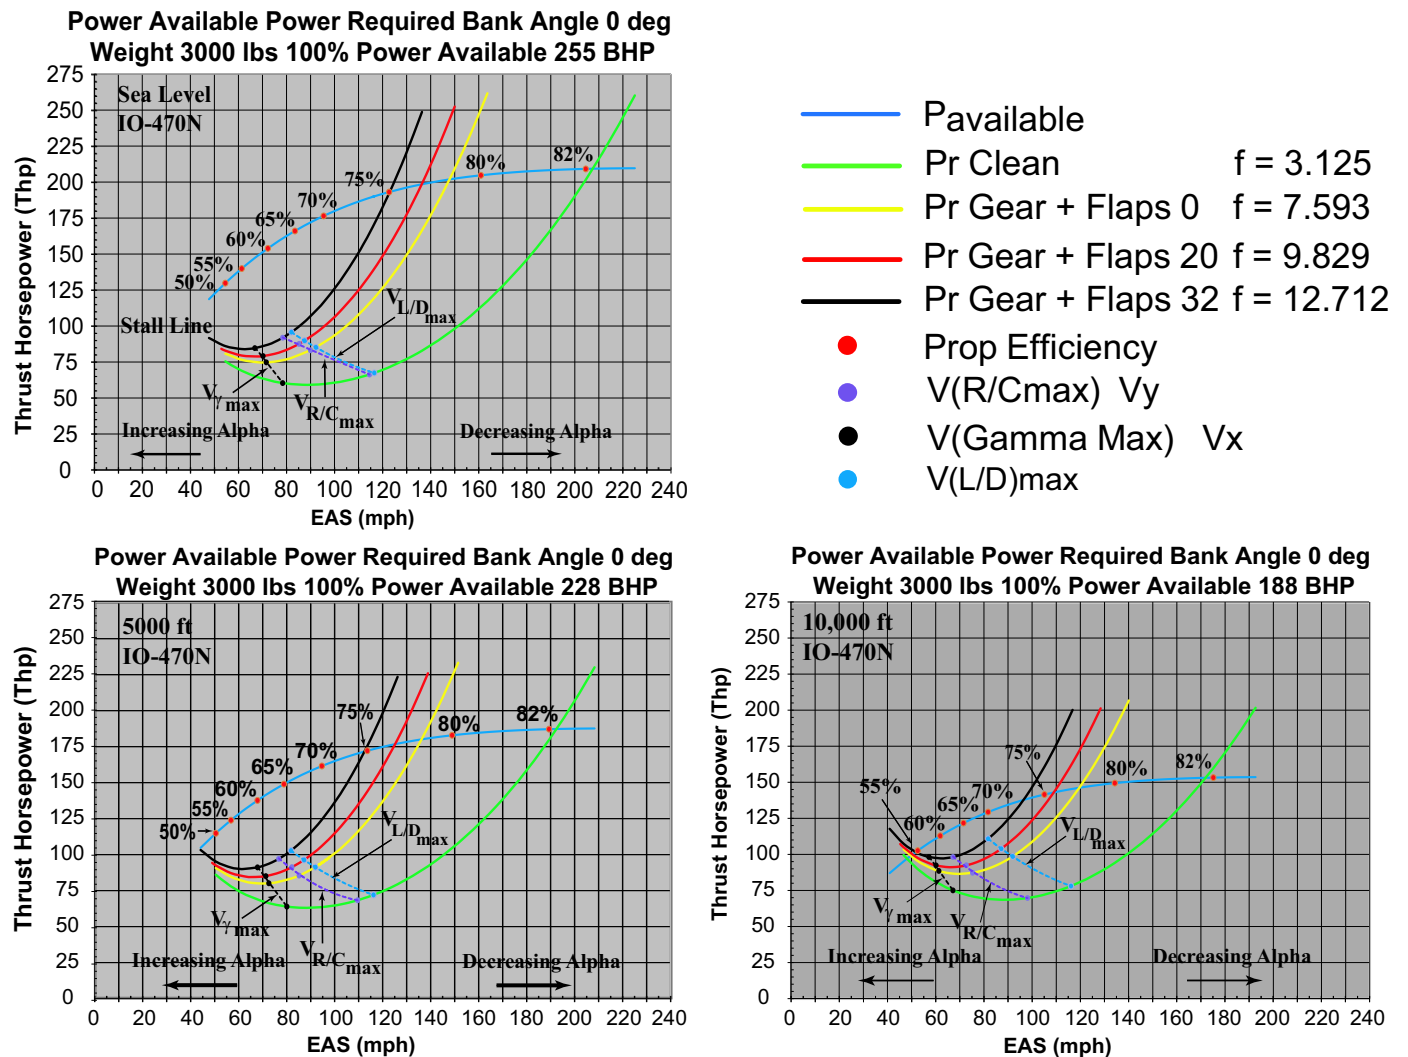 Power Available Power Required Bank Angle 0 deg
Weight 3000 lbs 100% Power Available 255 BHP
Thrust Horsepower (Thp)
275
250
225
200
175
150
125
100
75
50
25
0
Sea Level
IO-470N
50%
55%
60%
65%
70%
75%
80%
82%
Stall Line
VL/Dmax
Vγmax
VR/Cmax
Increasing Alpha
Decreasing Alpha
0 20 40 60 80 100 120 140 160 180 200 220 240
EAS (mph)
Pavailable
Pr Clean f = 3.125
Pr Gear + Flaps 0 f = 7.593
Pr Gear + Flaps 20 f = 9.829
Pr Gear + Flaps 32 f = 12.712
Prop Efficiency
V(R/Cmax) Vy
V(Gamma Max) Vx
V(L/D)max
Power Available Power Required Bank Angle 0 deg
Weight 3000 lbs 100% Power Available 228 BHP
Thrust Horsepower (Thp)
275
250
225
200
175
150
125
100
75
50
25
0
5000 ft
IO-470N
50%
55%
60%
65%
70%
75%
80%
82%
VL/Dmax
Vγmax
VR/Cmax
Increasing Alpha
Decreasing Alpha
0 20 40 60 80 100 120 140 160 180 200 220 240
EAS (mph)
Power Available Power Required Bank Angle 0 deg
Weight 3000 lbs 100% Power Available 188 BHP
Thrust Horsepower (Thp)
275
250
225
200
175
150
125
100
75
50
25
0
10,000 ft
IO-470N
55%
60%
65%
70%
75%
80%
82%
VL/Dmax
Vγmax
VR/Cmax
Increasing Alpha
Decreasing Alpha
0 20 40 60 80 100 120 140 160 180 200 220 240
EAS (mph)